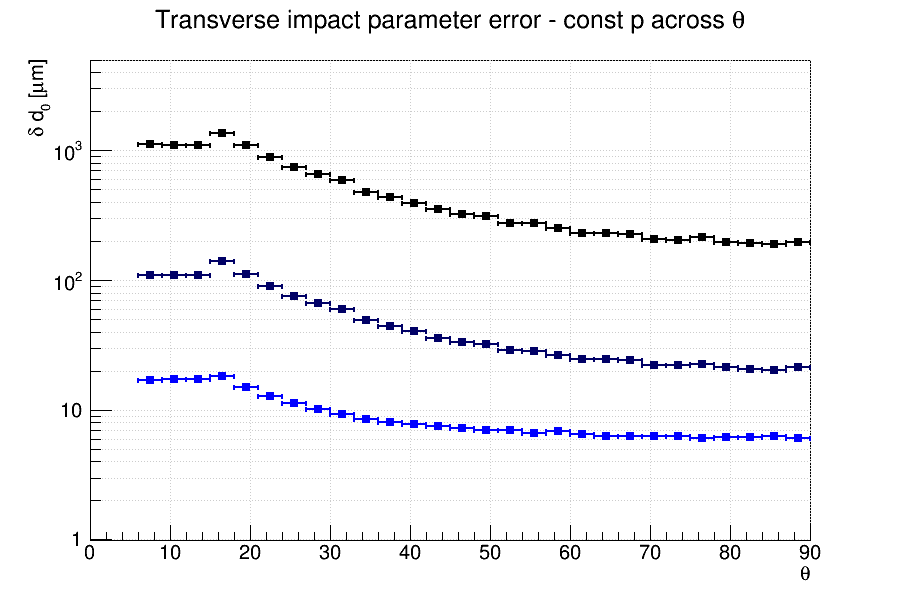 Transverse impact parameter error - const p across θ
δ d₀ [μm]
10³
10²
10
1
0 10 20 30 40 50 60 70 80 90
θ